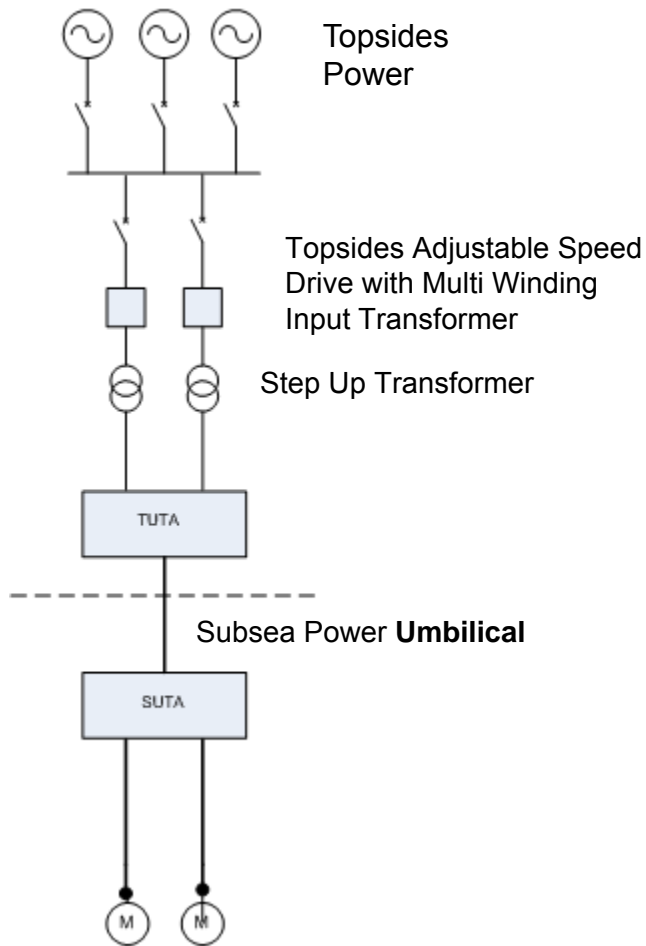 Topsides
Power
Topsides Adjustable Speed
Drive with Multi Winding
Input Transformer
Step Up Transformer
TUTA
Subsea Power Umbilical
SUTA
M
M